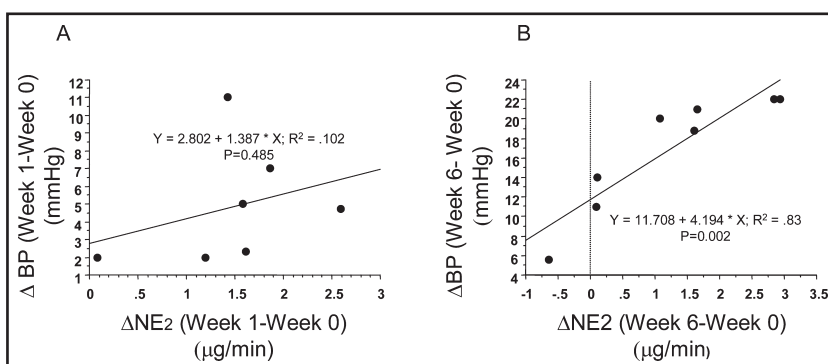 A
Δ BP (Week 1-Week 0)
(mmHg)
12
11
10
9
8
7
6
5
4
3
2
1
Y = 2.802 + 1.387 * X; R² = .102
P=0.485
0 .5 1 1.5 2 2.5 3
ΔNE2 (Week 1-Week 0)
(µg/min)
B
ΔBP (Week 6- Week 0)
(mmHg)
24
22
20
18
16
14
12
10
8
6
4
Y = 11.708 + 4.194 * X; R² = .83
P=0.002
-1 -.5 0 .5 1 1.5 2 2.5 3 3.5
ΔNE2 (Week 6-Week 0)
(µg/min)